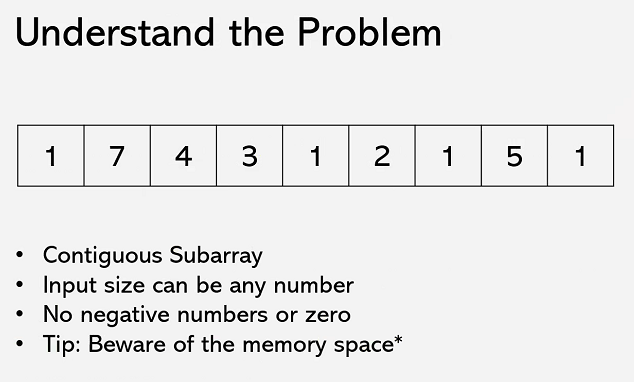 Understand the Problem
1 7 4 3 1 2 1 5 1
• Contiguous Subarray
• Input size can be any number
• No negative numbers or zero
• Tip: Beware of the memory space*